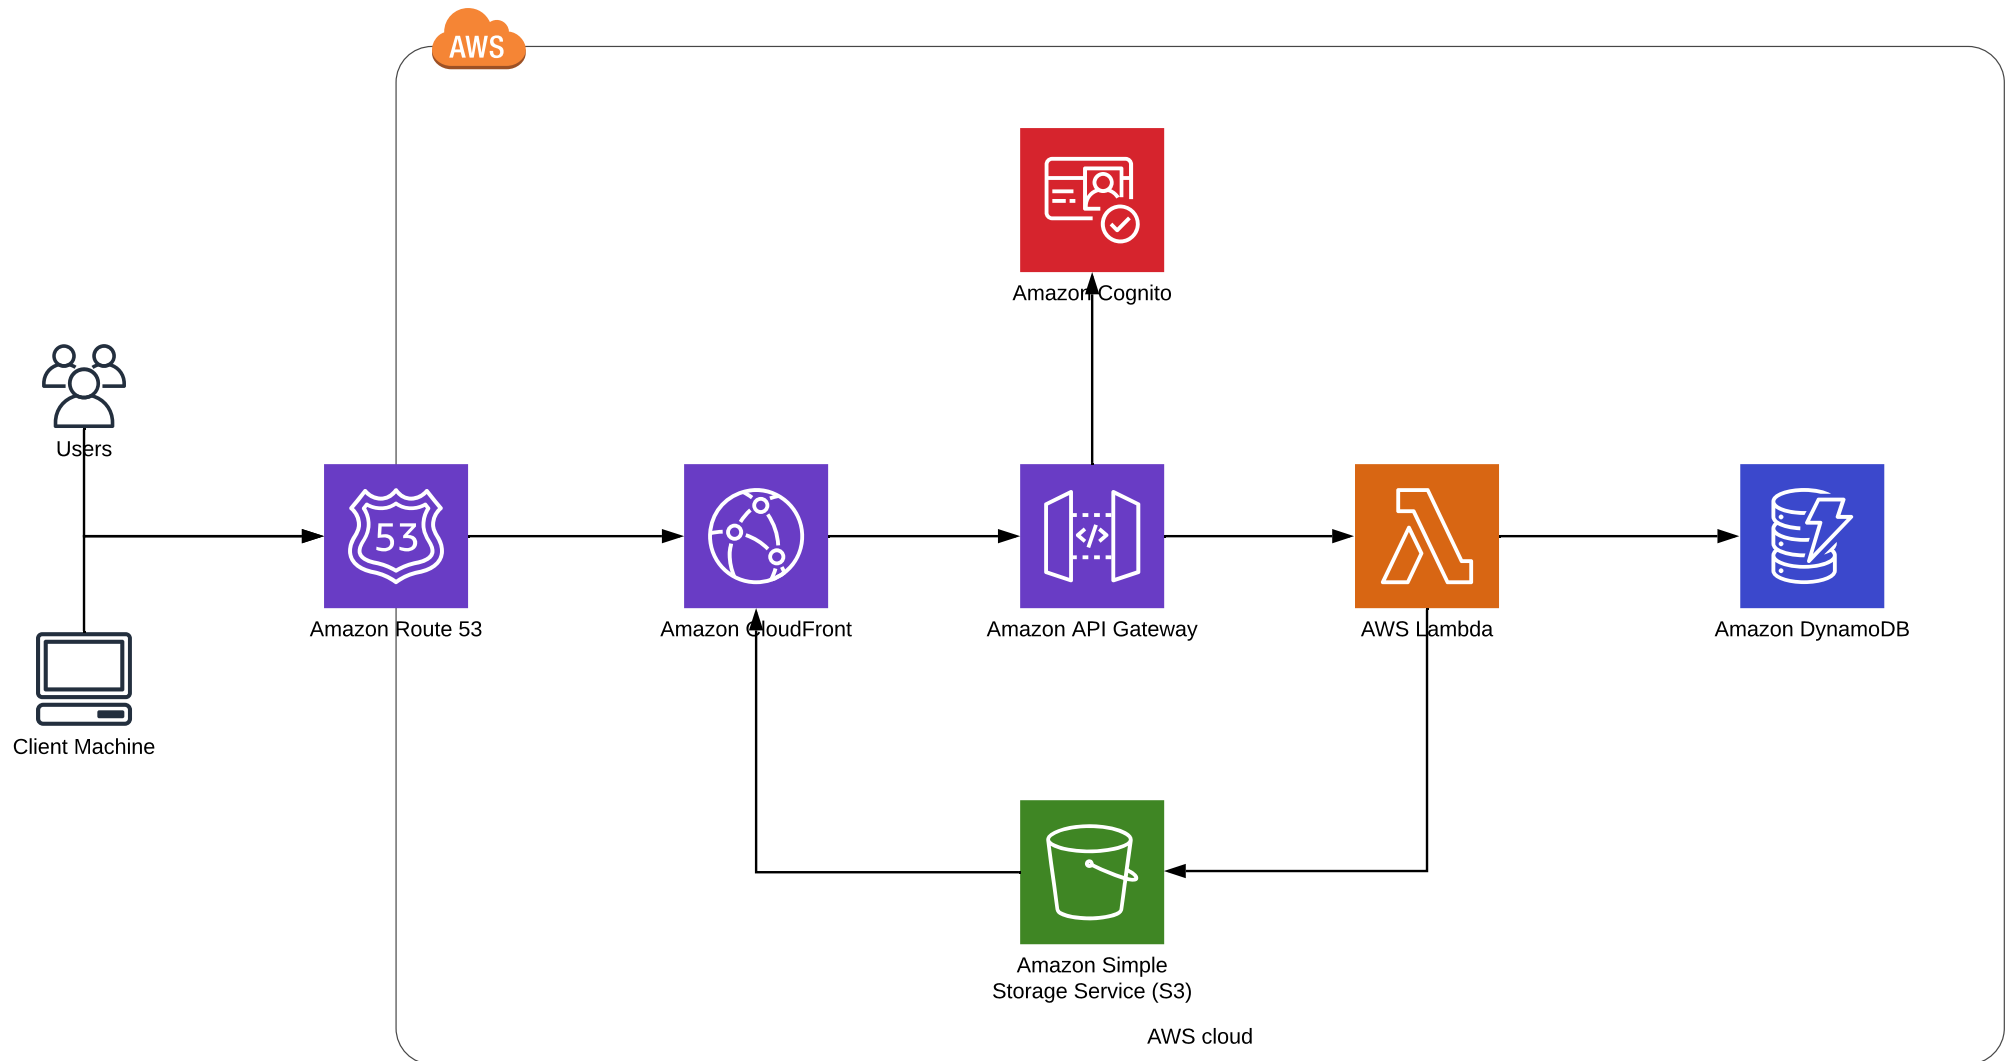 AWS
Amazon Cognito
Users
53
Amazon Route 53
Amazon CloudFront
</>
Amazon API Gateway
AWS Lambda
Amazon DynamoDB
Client Machine
Amazon Simple
Storage Service (S3)
AWS cloud